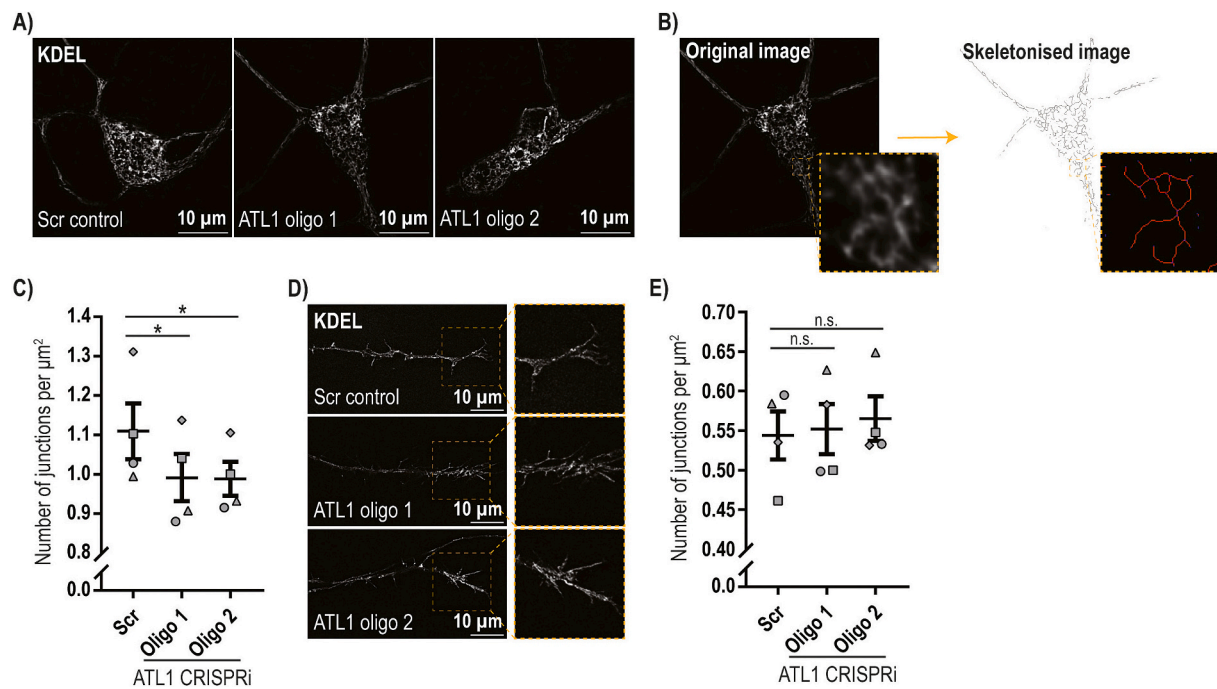 A)
KDEL
Scr control
10 µm
ATL1 oligo 1
10 µm
ATL1 oligo 2
10 µm
B)
Original image
Skeletonised image
C)
Number of junctions per µm²
1.4
1.3
1.2
1.1
1.0
0.9
0.8
0.0
*
*
Scr
Oligo 1
Oligo 2
ATL1 CRISPRi
D)
KDEL
Scr control
10 µm
ATL1 oligo 1
10 µm
ATL1 oligo 2
10 µm
E)
Number of junctions per µm²
0.70
0.65
0.60
0.55
0.50
0.45
0.40
0.0
n.s.
n.s.
Scr
Oligo 1
Oligo 2
ATL1 CRISPRi